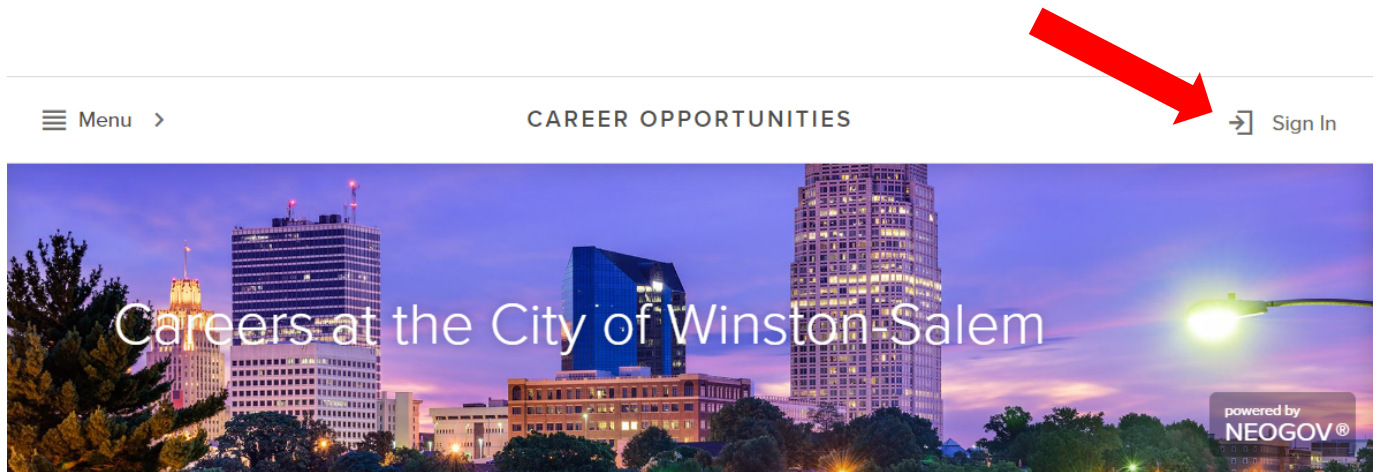 Menu
CAREER OPPORTUNITIES
Sign In
Careers at the City of Winston-Salem
powered by
NEOGOV®